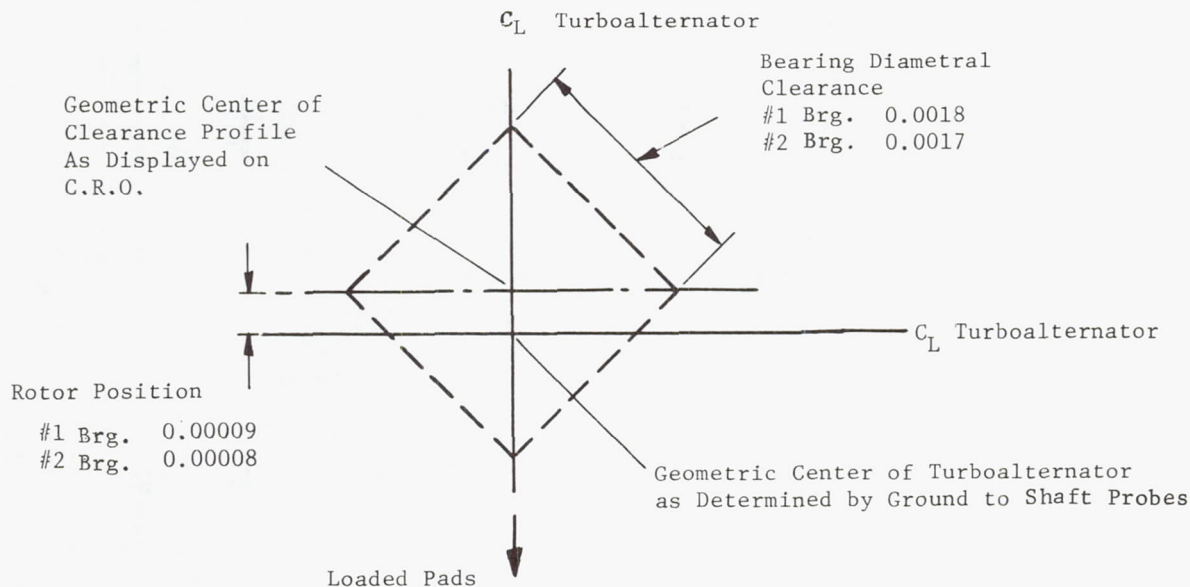 C_L Turboalternator
Bearing Diametral
Clearance
#1 Brg. 0.0018
#2 Brg. 0.0017
Geometric Center of
Clearance Profile
As Displayed on
C.R.O.
C_L Turboalternator
Rotor Position
#1 Brg. 0.00009
#2 Brg. 0.00008
Geometric Center of Turboalternator
as Determined by Ground to Shaft Probes
Loaded Pads